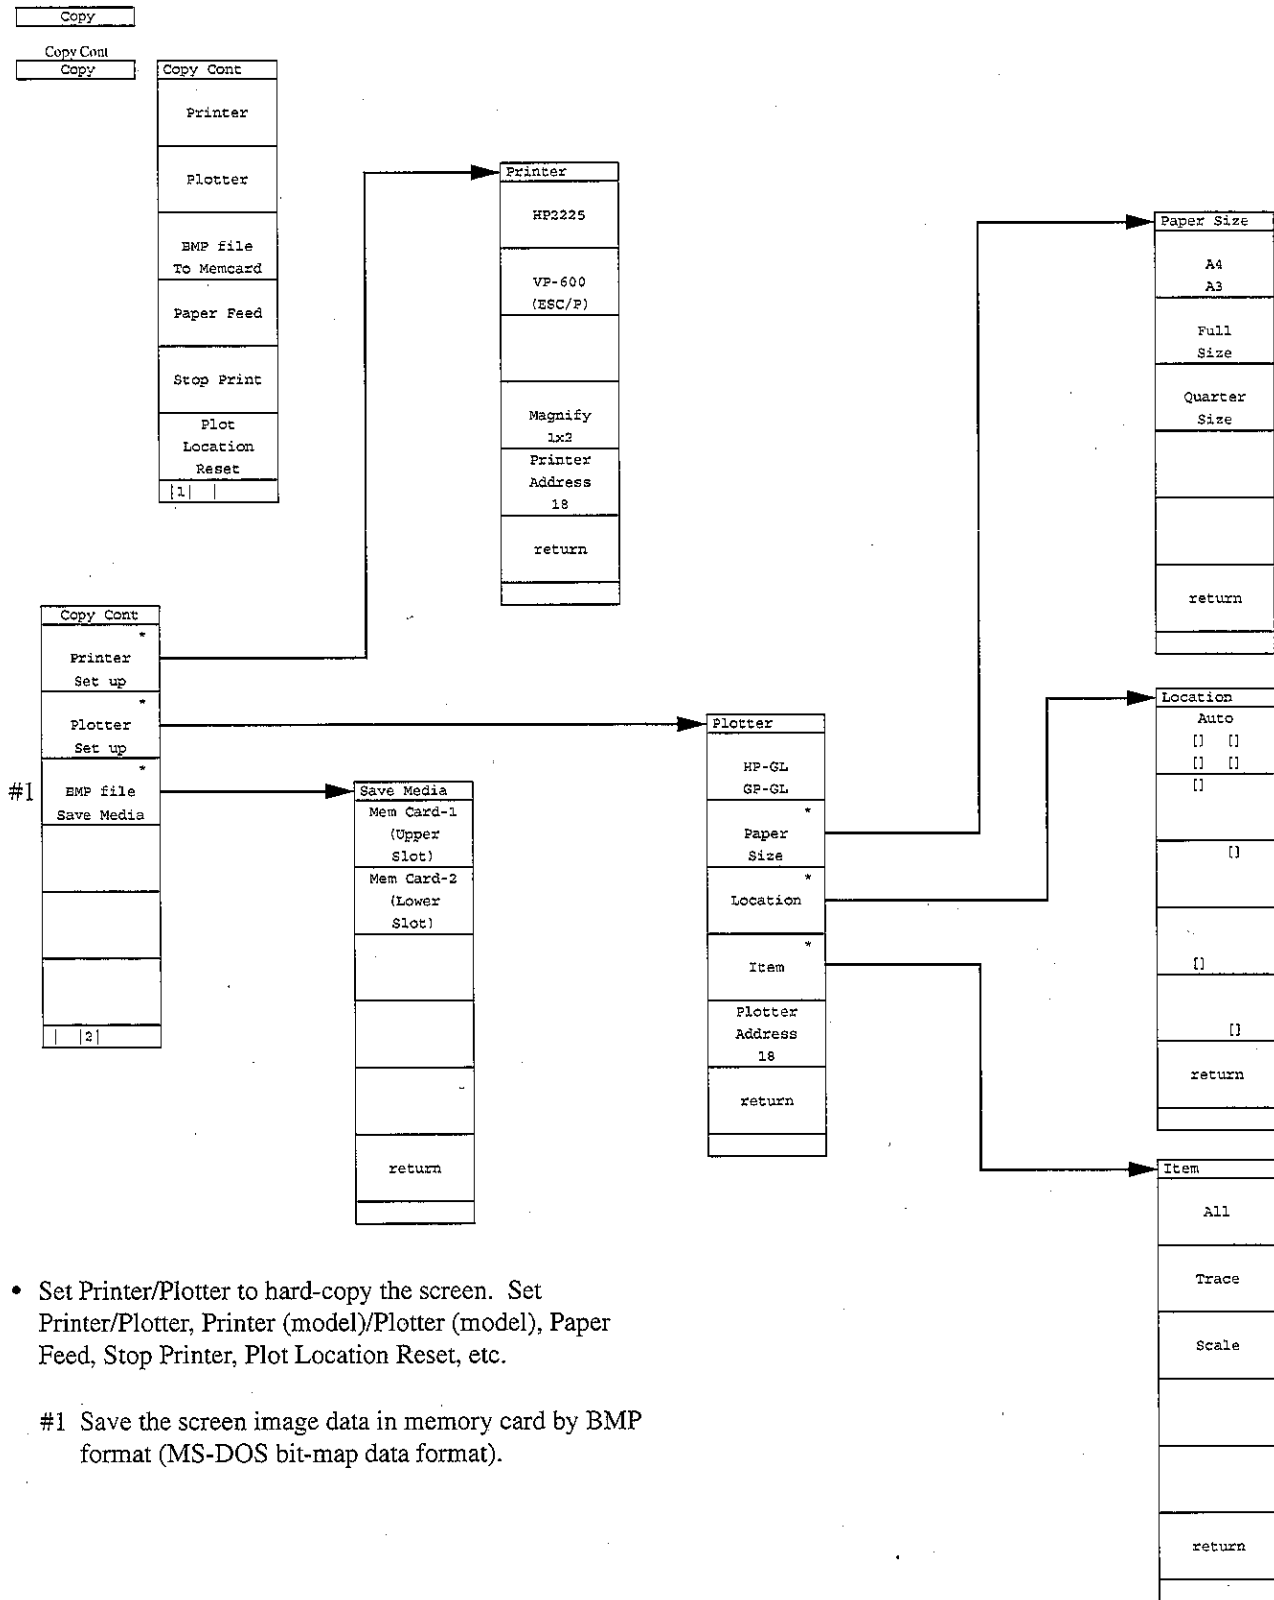 Copy
Copy Cont
Copy
Copy Cont
Printer
Plotter
BMP file
To Memcard
Paper Feed
Stop Print
Plot
Location
Reset
|1| |
Printer
HP2225
VP-600
(ESC/P)
Magnify
1x2
Printer
Address
18
return
Paper Size
A4
A3
Full
Size
Quarter
Size
return
Copy Cont
*
Printer
Set up
*
Plotter
Set up
*
#1
BMP file
Save Media
| |2|
Save Media
Mem Card-1
(Upper
Slot)
Mem Card-2
(Lower
Slot)
return
Plotter
HP-GL
GP-GL
*
Paper
Size
*
Location
*
Item
Plotter
Address
18
return
Location
Auto
[] []
[] []
[]
[]
[]
[]
return
Item
All
Trace
Scale
return
• Set Printer/Plotter to hard-copy the screen. Set
Printer/Plotter, Printer (model)/Plotter (model), Paper
Feed, Stop Printer, Plot Location Reset, etc.
#1 Save the screen image data in memory card by BMP
format (MS-DOS bit-map data format).